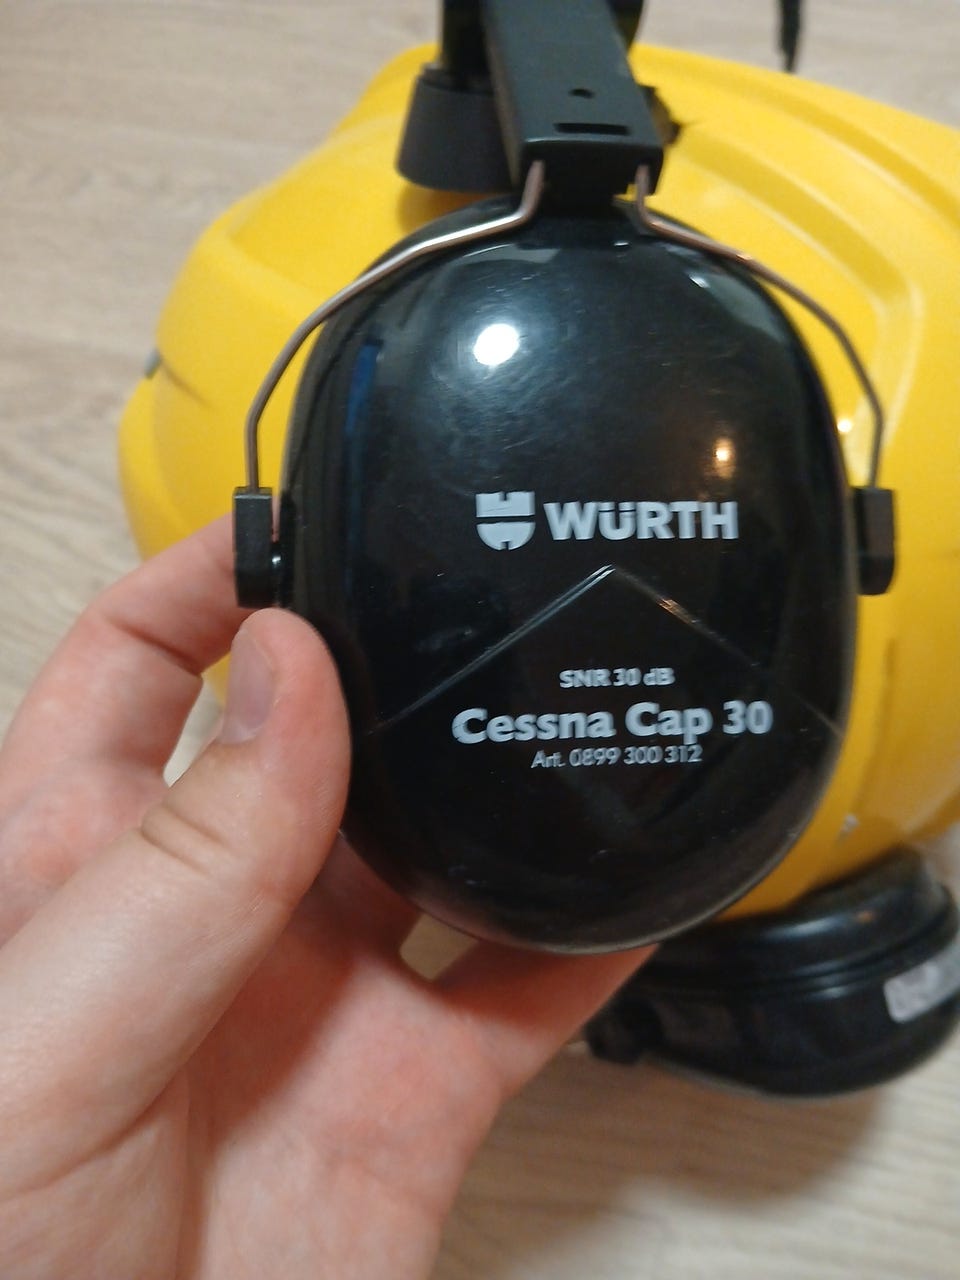 WÜRTH
SNR 30 dB
Cessna Cap 30
Art. 0899 300 312